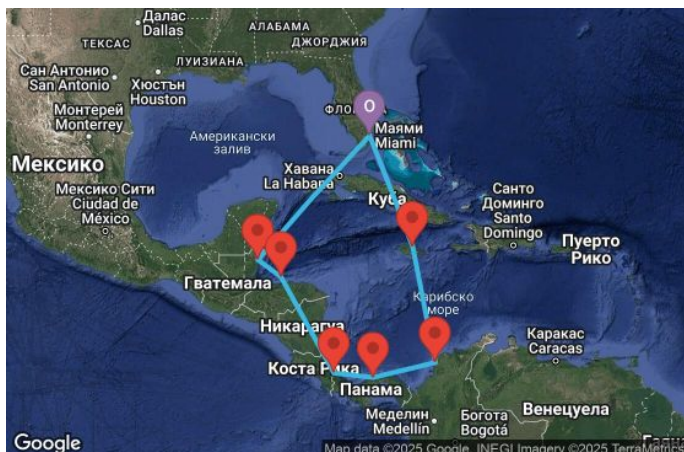 Далас
Dallas
АЛАБАМА
ТЕКСАС
ДЖОРДЖИЯ
ЛУИЗИАНА
Сан Антонио
San Antonio
Хюстън
Houston
Монтерей
Monterrey
О
Маями
Miami
Американски
залив
Мексико
Хавана
La Habana
Мексико Сити
Ciudad de
México
Куба
Санто
Доминго
Santo
Domingo
Пуерто
Рико
Гватемала
Карибско
море
Никарагуа
Коста Рика
Панама
Каракас
Caracas
Меделин
Medellín
Богота
Bogotá
Венецуела
Google
Map data ©2025 Google, INEGI Imagery ©2025 TerraMetrics